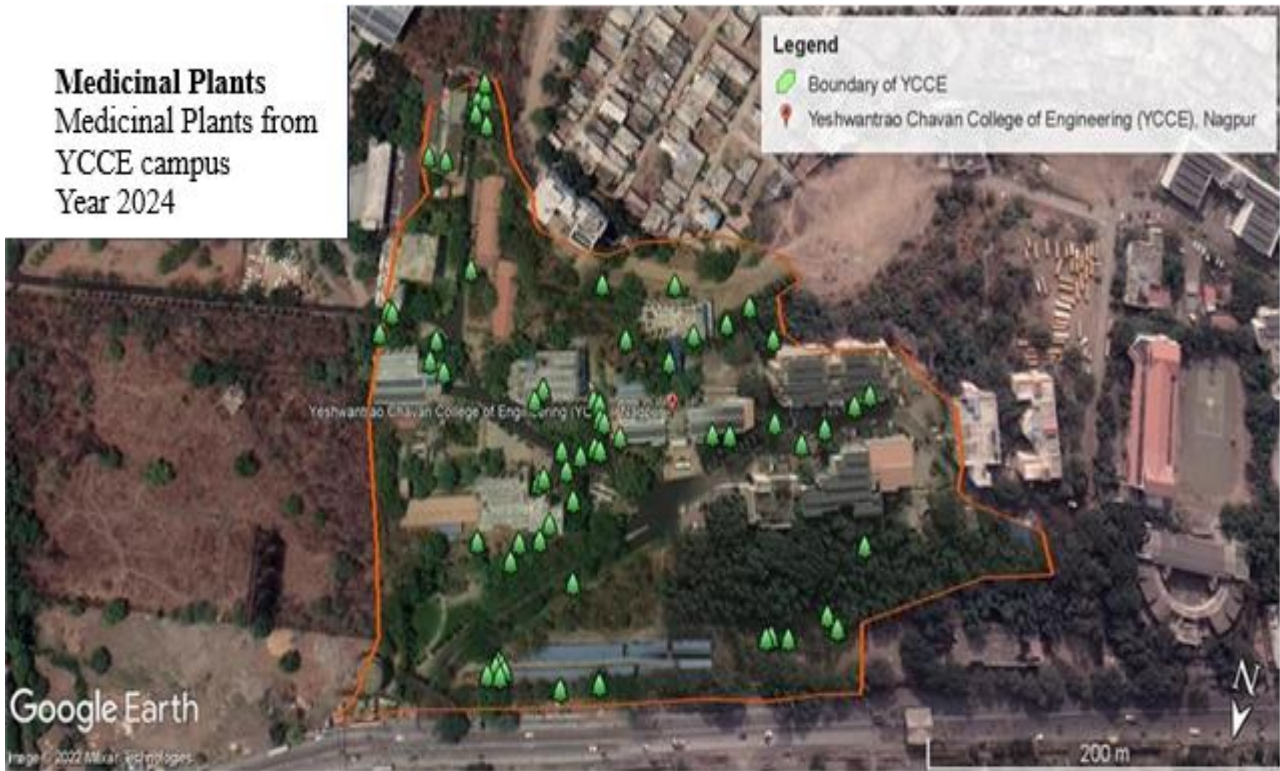 Medicinal Plants
Medicinal Plants from
YCCE campus
Year 2024
Legend
Boundary of YCCE
Yeshwantrao Chavan College of Engineering (YCCE), Nagpur
Yeshwantrao Chavan College of Engineering (YC Nagpur
N
Google Earth
Image © 2022 Maxar Technologies
200 m